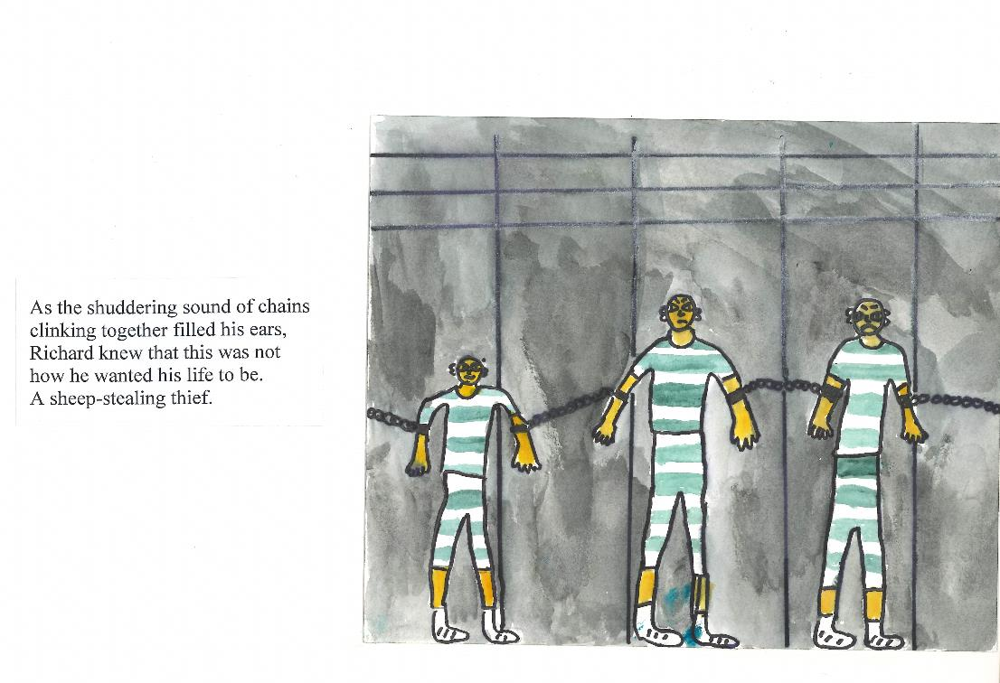 As the shuddering sound of chains
clinking together filled his ears,
Richard knew that this was not
how he wanted his life to be.
A sheep-stealing thief.